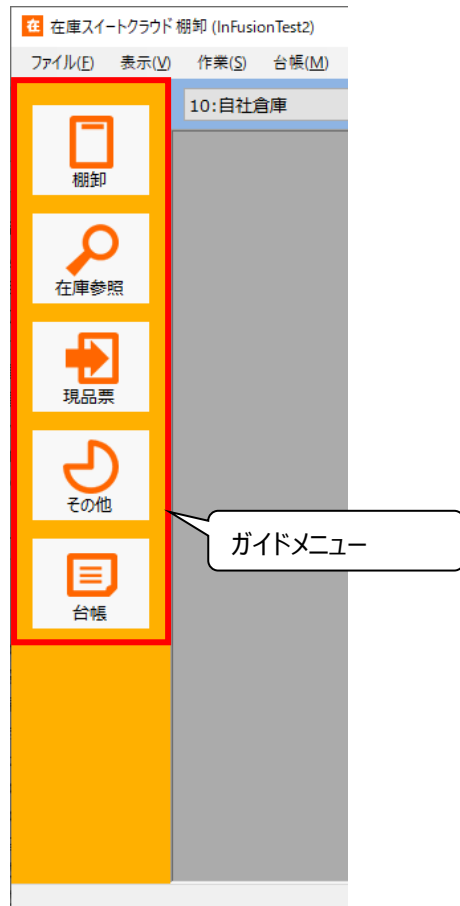 在 在庫スイートクラウド 棚卸 (InFusionTest2)
ファイル(F) 表示(V) 作業(S) 台帳(M)
10:自社倉庫
棚卸
在庫参照
現品票
その他
ガイドメニュー
台帳